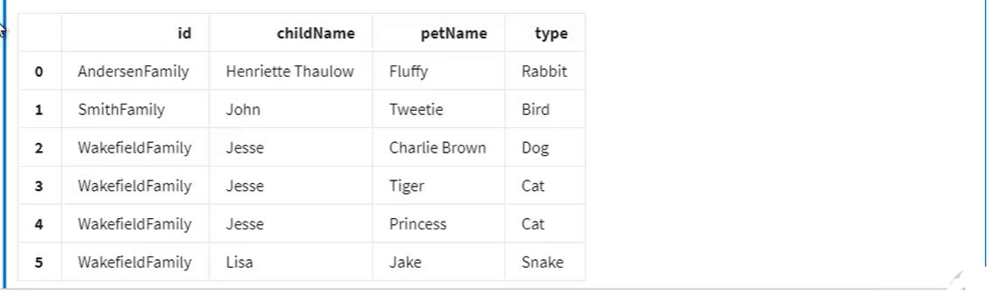 id childName petName type
0 AndersenFamily Henriette Thaulow Fluffy Rabbit
1 SmithFamily John Tweetie Bird
2 WakefieldFamily Jesse Charlie Brown Dog
3 WakefieldFamily Jesse Tiger Cat
4 WakefieldFamily Jesse Princess Cat
5 WakefieldFamily Lisa Jake Snake